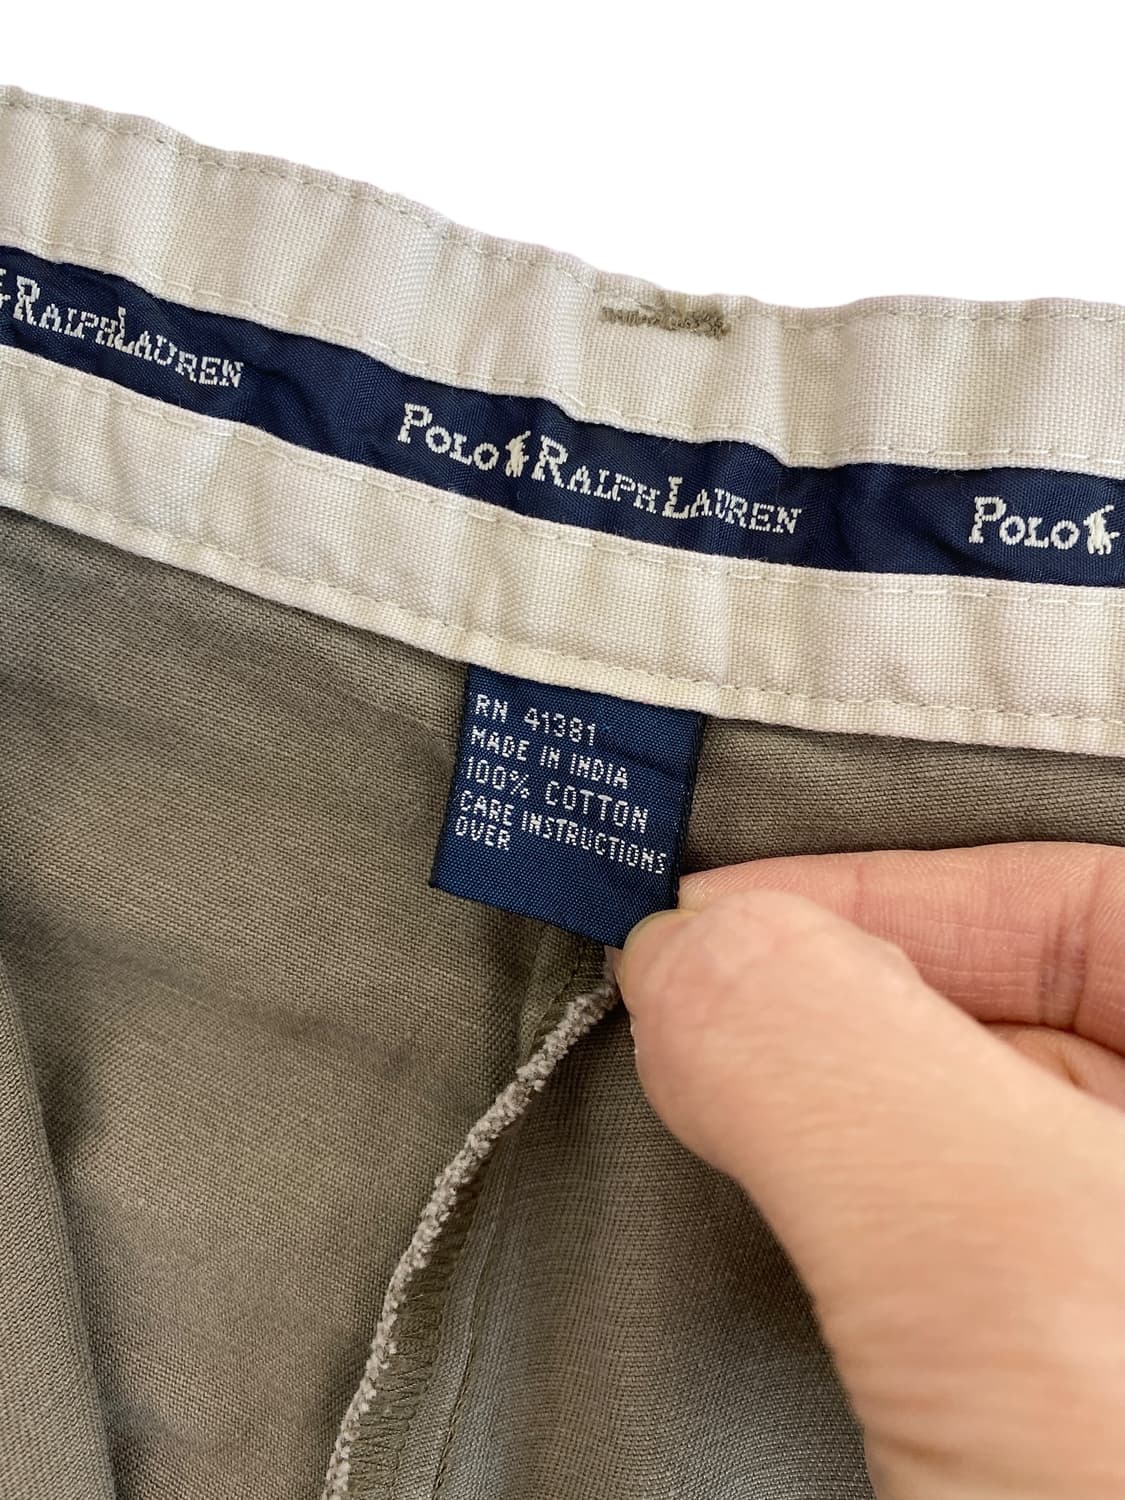 RALPH LAUREN
POLO RALPH LAUREN
POLO
RN 41381
MADE IN INDIA
100% COTTON
CARE INSTRUCTIONS
OVER